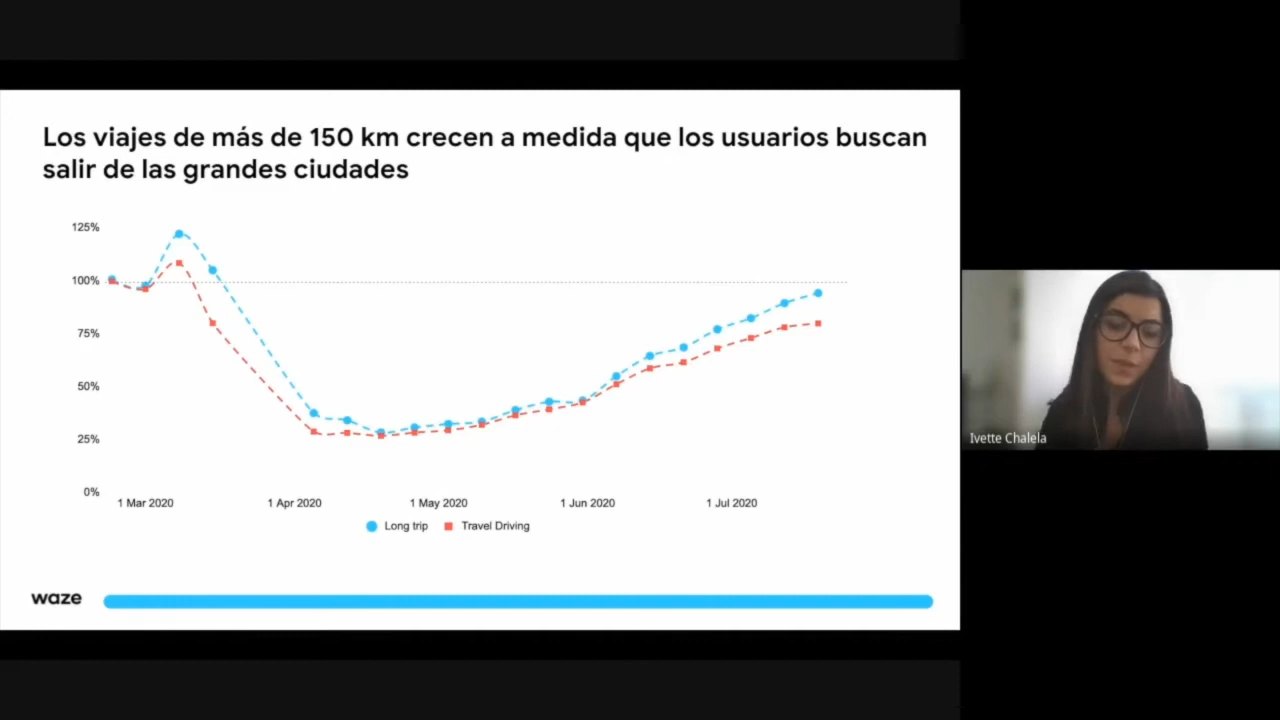 Los viajes de más de 150 km crecen a medida que los usuarios buscan
salir de las grandes ciudades
125%
100%
75%
50%
25%
0%
1 Mar 2020
1 Apr 2020
1 May 2020
1 Jun 2020
1 Jul 2020
Long trip
Travel Driving
waze
Ivette Chalela